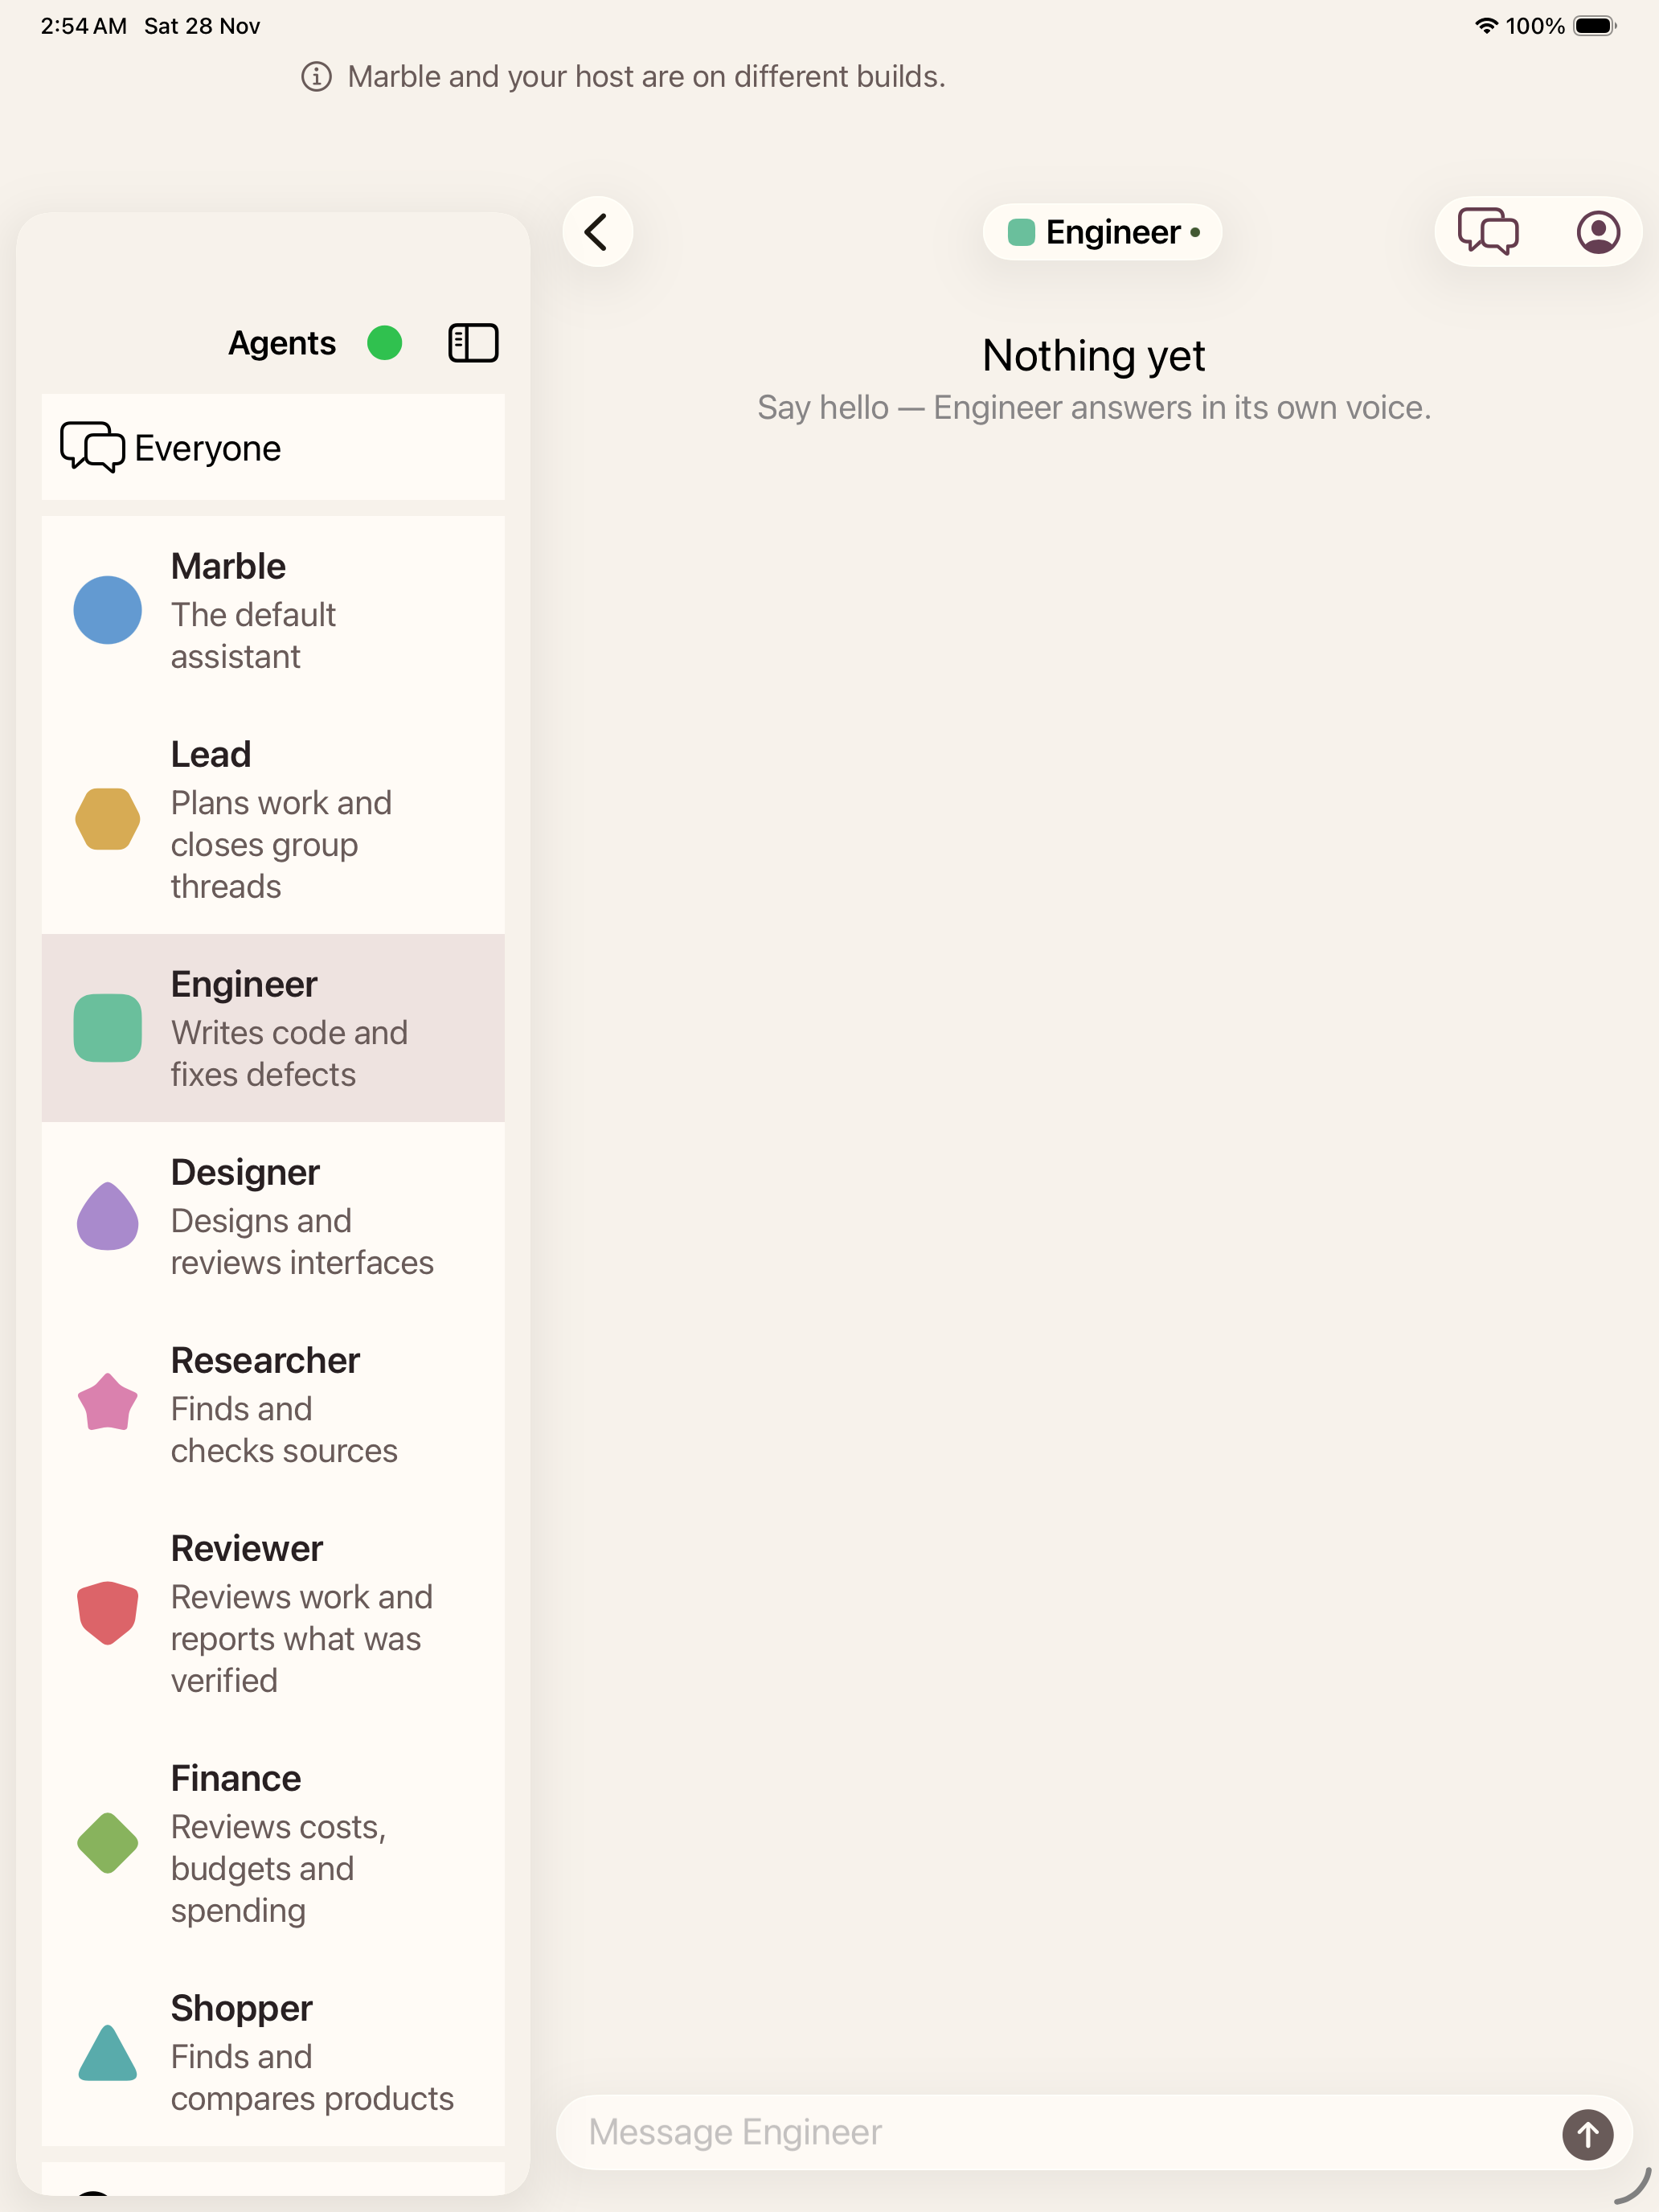 2:54 AM Sat 28 Nov
100%
Marble and your host are on different builds.
Engineer
Agents
Nothing yet
Say hello — Engineer answers in its own voice.
Everyone
Marble
The default
assistant
Lead
Plans work and
closes group
threads
Engineer
Writes code and
fixes defects
Designer
Designs and
reviews interfaces
Researcher
Finds and
checks sources
Reviewer
Reviews work and
reports what was
verified
Finance
Reviews costs,
budgets and
spending
Shopper
Finds and
compares products
Message Engineer